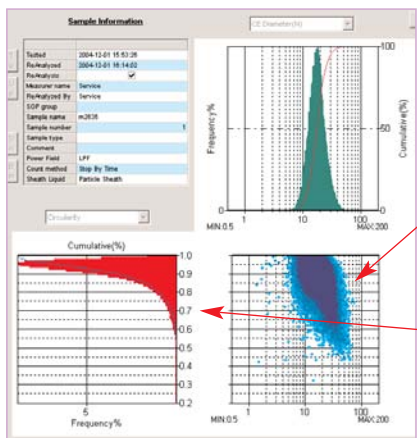 Sample Information
Tested 2004-12-01 15:53:26
ReAnalyzed 2004-12-01 16:14:02
ReAnalysis
Measurer name Service
ReAnalyzed By Service
SOP group
Sample name m2636
Sample number 1
Sample type
Comment
Power Field LPF
Count method Stop By Time
Sheath Liquid Particle Sheath
CE Diameter(N)
100
50
0
Frequency%
Cumulative(%)
1 10 100
MIN:0.5 MAX:200
Circularity
Cumulative(%)
1.0
0.9
0.8
0.7
0.6
0.5
0.4
0.3
0.2
5
Frequency%
1 10 100
MIN:0.5 MAX:200